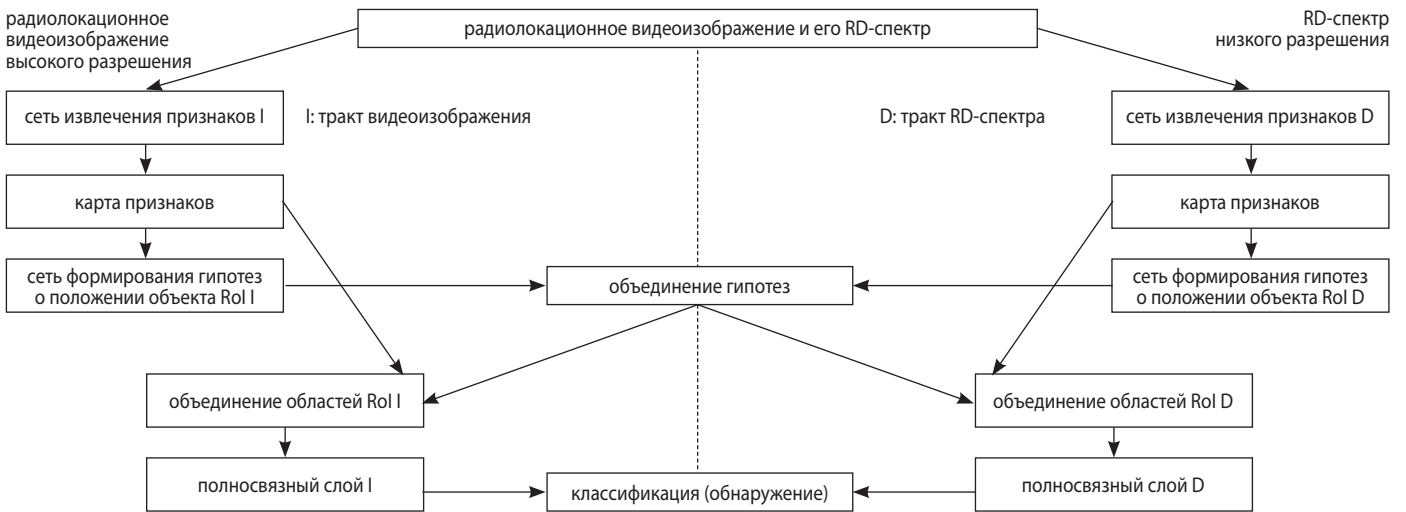 радиолокационное
видеоизображение
высокого разрешения
радиолокационное видеоизображение и его RD-спектр
RD-спектр
низкого разрешения
сеть извлечения признаков I
I: тракт видеоизображения
D: тракт RD-спектра
сеть извлечения признаков D
карта признаков
карта признаков
сеть формирования гипотез
о положении объекта RoI I
объединение гипотез
сеть формирования гипотез
о положении объекта RoI D
объединение областей RoI I
объединение областей RoI D
полносвязный слой I
классификация (обнаружение)
полносвязный слой D